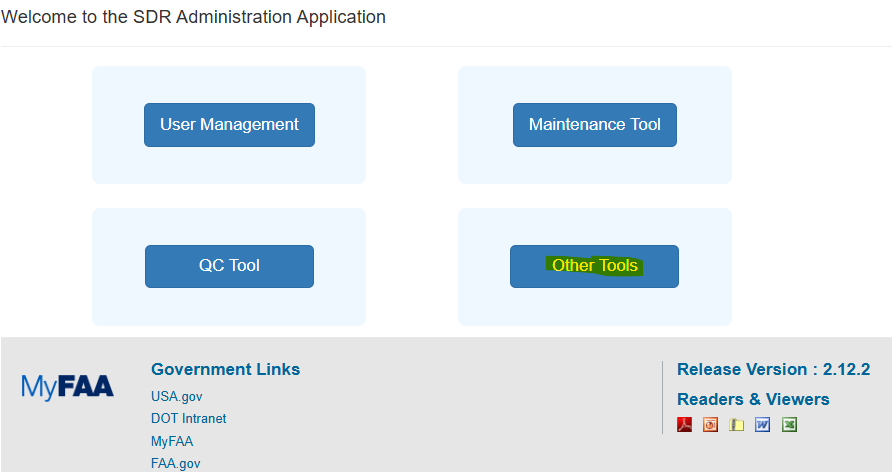 Welcome to the SDR Administration Application
User Management
Maintenance Tool
QC Tool
Other Tools
MyFAA
Government Links
USA.gov
DOT Intranet
MyFAA
FAA.gov
Release Version : 2.12.2
Readers & Viewers